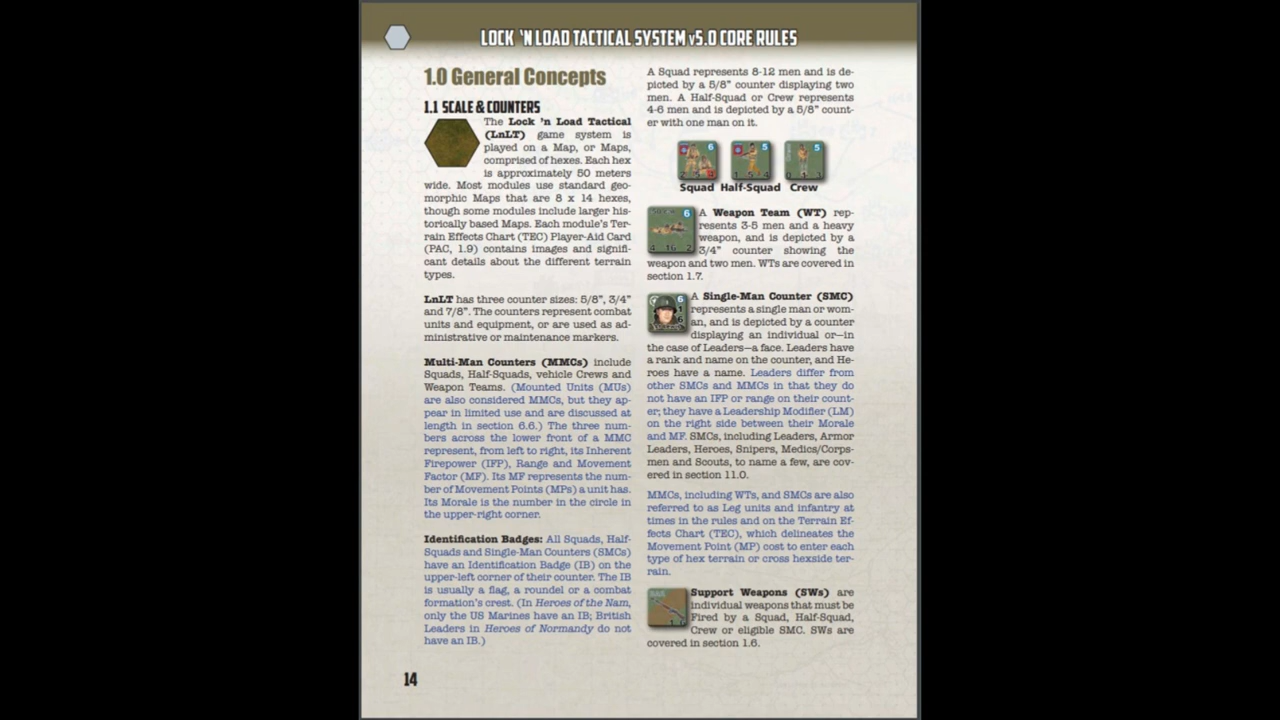 LOCK 'N LOAD TACTICAL SYSTEM v5.0 CORE RULES
1.0 General Concepts
1.1 SCALE & COUNTERS
The Lock 'n Load Tactical
(LnLT) game system is
played on a Map, or Maps,
comprised of hexes. Each hex
is approximately 50 meters
wide. Most modules use standard geo-
morphic Maps that are 8 x 14 hexes,
though some modules include larger his-
torically based Maps. Each module's Ter-
rain Effects Chart (TEC) Player-Aid Card
(PAC, 1.9) contains images and signifi-
cant details about the different terrain
types.
LnLT has three counter sizes: 5/8", 3/4"
and 7/8". The counters represent combat
units and equipment, or are used as ad-
ministrative or maintenance markers.
Multi-Man Counters (MMCs) include
Squads, Half-Squads, vehicle Crews and
Weapon Teams. (Mounted Units (MUs)
are also considered MMCs, but they ap-
pear in limited use and are discussed at
length in section 6.6.) The three num-
bers across the lower front of a MMC
represent, from left to right, its Inherent
Firepower (IFP), Range and Movement
Factor (MF). Its MF represents the num-
ber of Movement Points (MPs) a unit has.
Its Morale is the number in the circle in
the upper-right corner.
Identification Badges: All Squads, Half-
Squads and Single-Man Counters (SMCs)
have an Identification Badge (IB) on the
upper-left corner of their counter. The IB
is usually a flag, a roundel or a combat
formation's crest. (In Heroes of the Nam,
only the US Marines have an IB; British
Leaders in Heroes of Normandy do not
have an IB.)
14
A Squad represents 8-12 men and is de-
picted by a 5/8" counter displaying two
men. A Half-Squad or Crew represents
4-6 men and is depicted by a 5/8" count-
er with one man on it.
6 5 5
Squad Half-Squad Crew
6
4 16 2
A Weapon Team (WT) rep-
resents 3-5 men and a heavy
weapon, and is depicted by a
3/4" counter showing the
weapon and two men. WTs are covered in
section 1.7.
6
1
6
A Single-Man Counter (SMC)
represents a single man or wom-
an, and is depicted by a counter
displaying an individual or—in
the case of Leaders—a face. Leaders have
a rank and name on the counter, and He-
roes have a name. Leaders differ from
other SMCs and MMCs in that they do
not have an IFP or range on their count-
er; they have a Leadership Modifier (LM)
on the right side between their Morale
and MF. SMCs, including Leaders, Armor
Leaders, Heroes, Snipers, Medics/Corps-
men and Scouts, to name a few, are cov-
ered in section 11.0.
MMCs, including WTs, and SMCs are also
referred to as Leg units and infantry at
times in the rules and on the Terrain Ef-
fects Chart (TEC), which delineates the
Movement Point (MP) cost to enter each
type of hex terrain or cross hexside ter-
rain.
Support Weapons (SWs) are
individual weapons that must be
Fired by a Squad, Half-Squad,
Crew or eligible SMC. SWs are
covered in section 1.6.